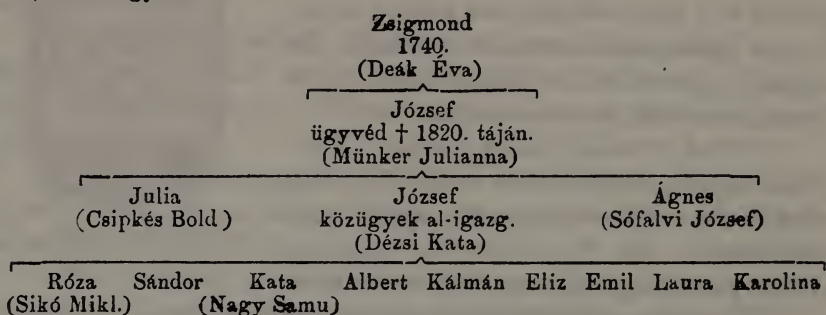 Zsigmond
1740.
(Deák Éva)
József
ügyvéd † 1820. táján.
(Münker Julianna)
Julia József Ágnes
(Csipkés Bold) közügyek al-igazg. (Sófalvi József)
(Dézsi Kata)
Róza Sándor Kata Albert Kálmán Eliz Emil Laura Karolina
(Sikó Mikl.) (Nagy Samu)